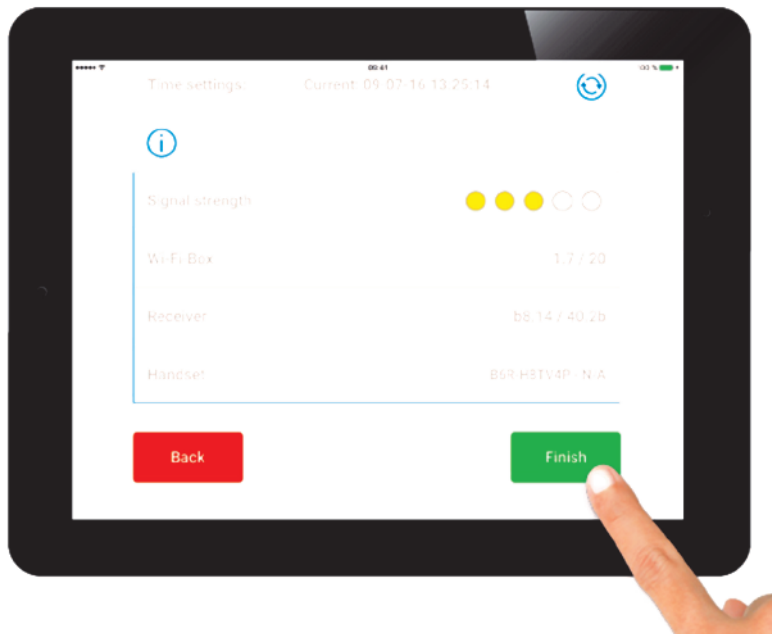 09:41
Time settings: Current: 09-07-16 13:25:14
i
Signal strength
Wi-Fi-Box 1.7 / 20
Receiver b8.14 / 40.2b
Handset
Back Finish